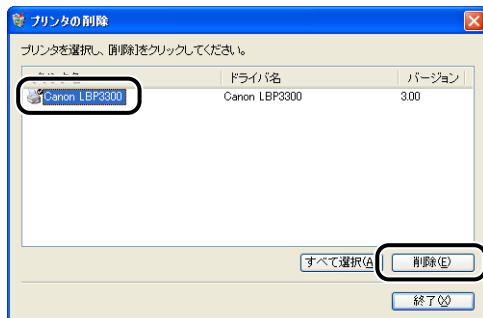 プリンタの削除
プリンタを選択し、[削除]をクリックしてください。
ドライバ名 バージョン
Canon LBP3300 Canon LBP3300 3.00
すべて選択(A 削除(E)
終了(X)